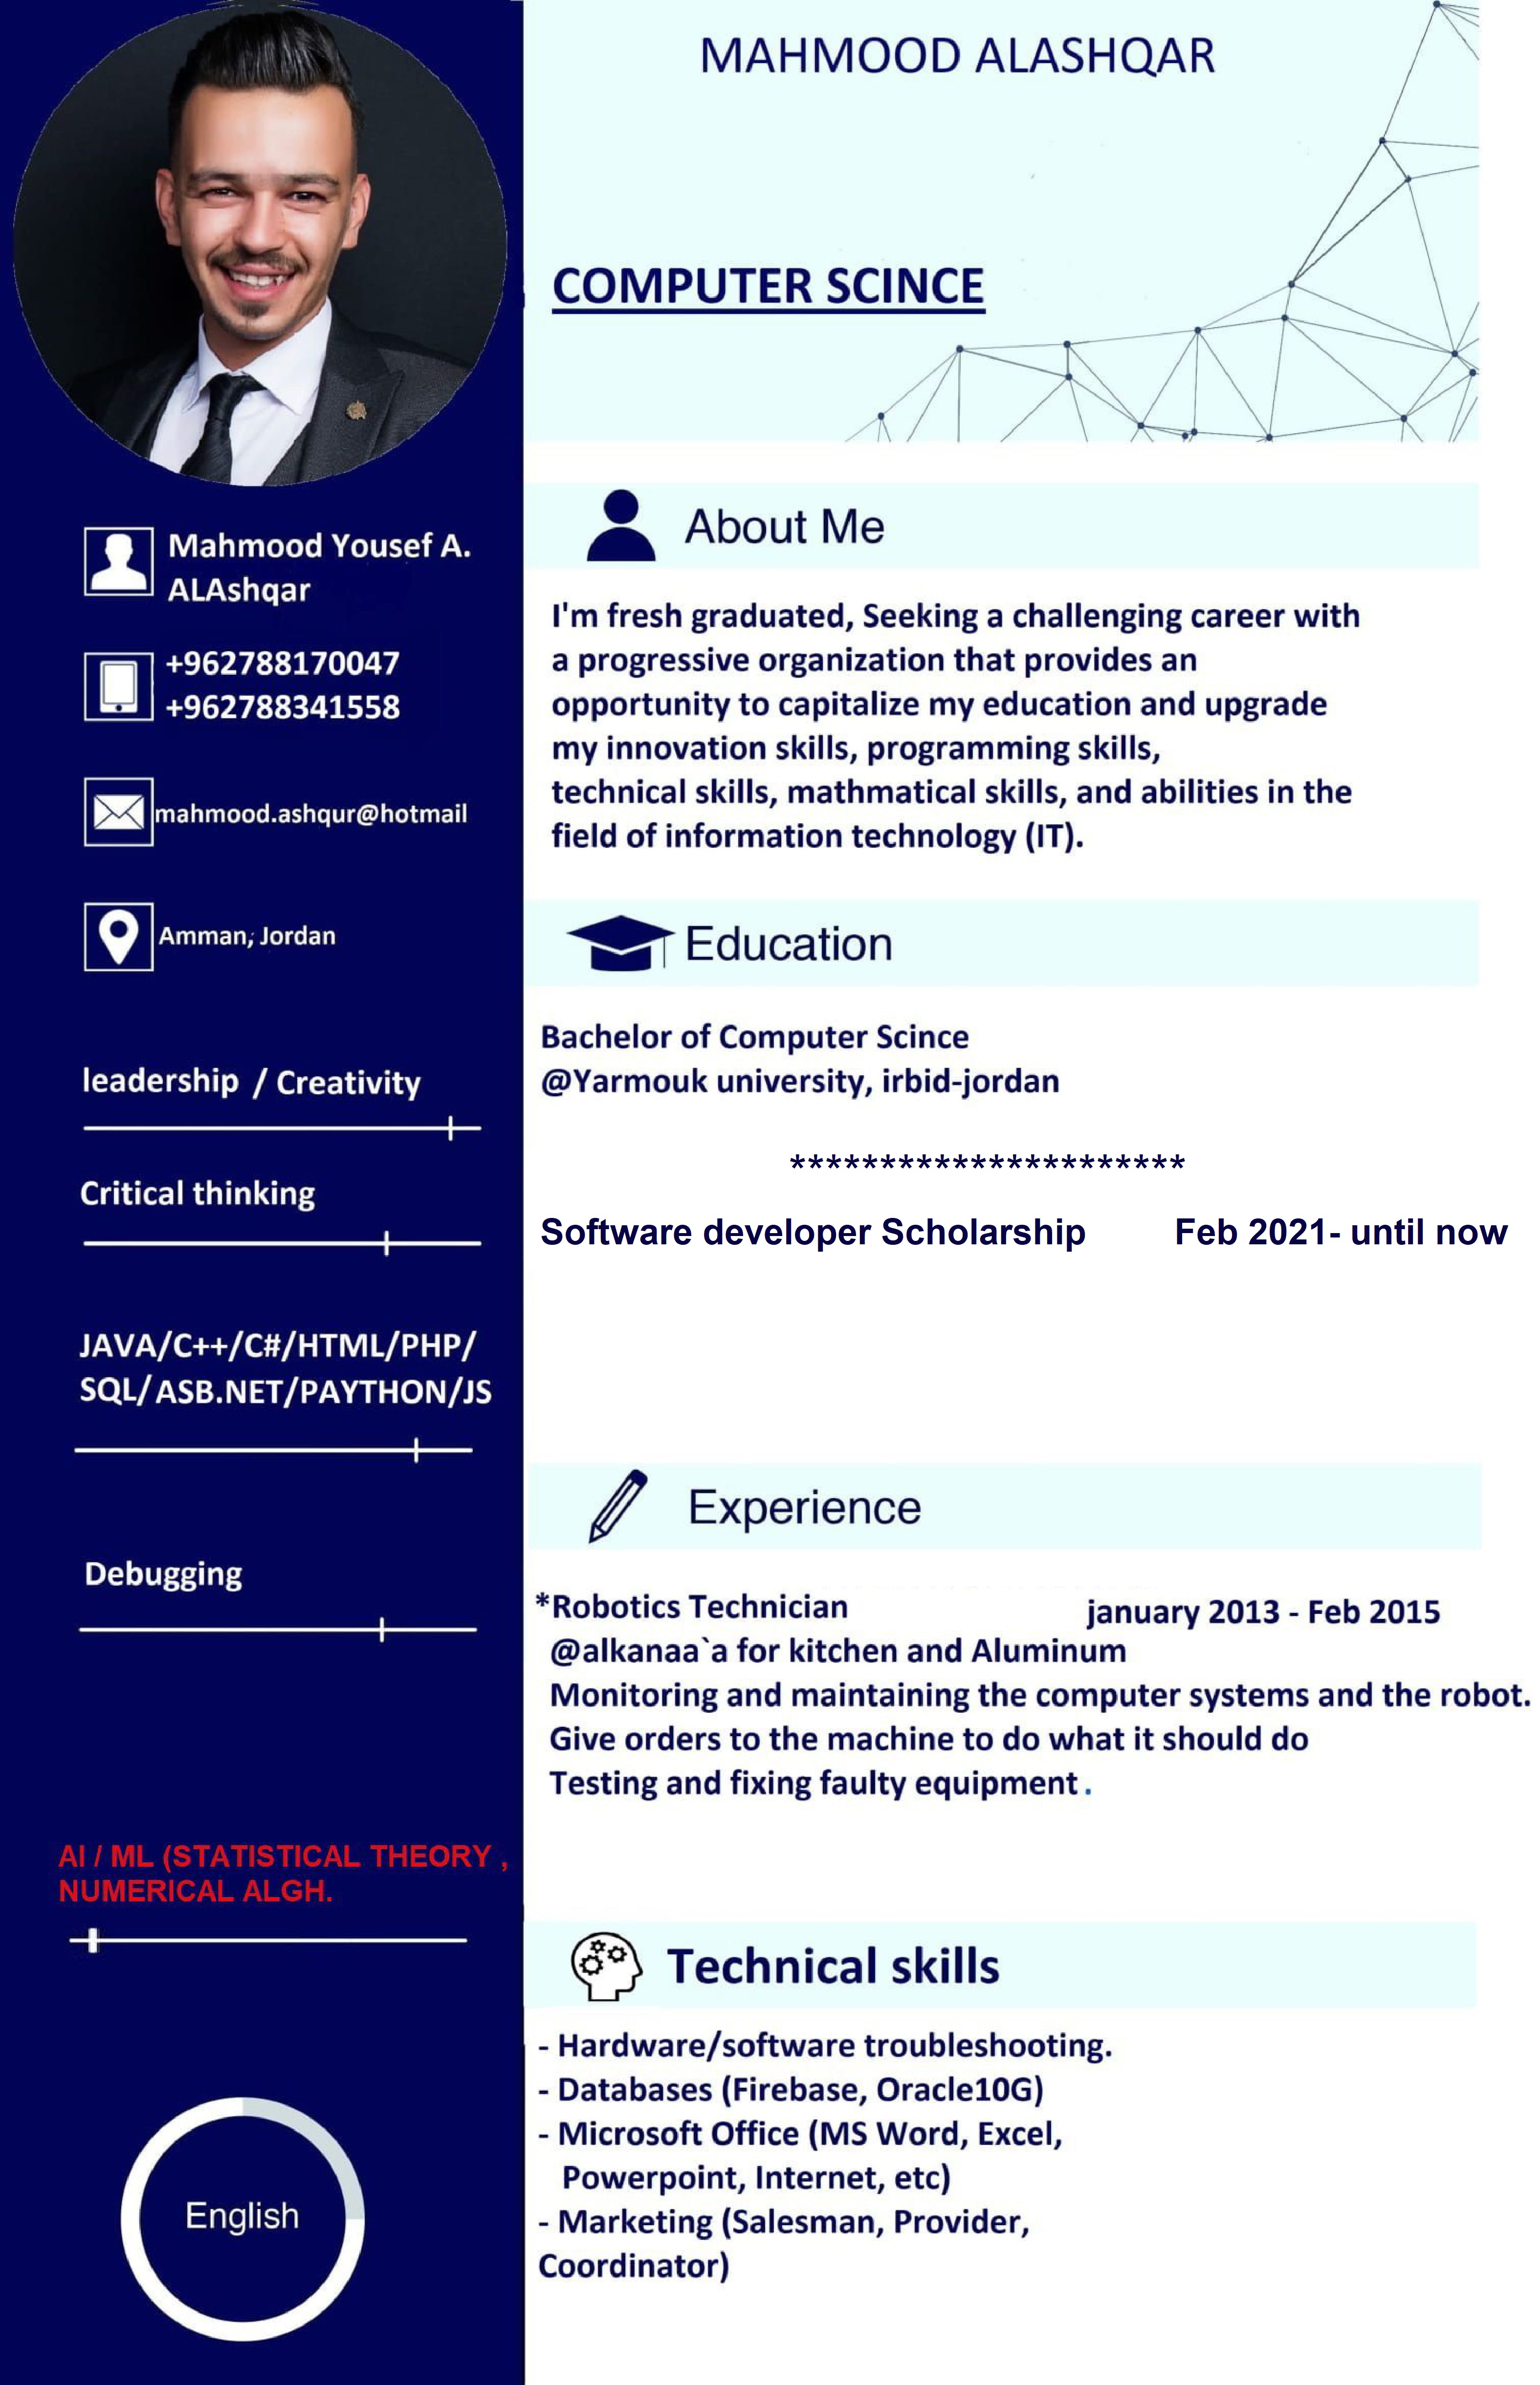 MAHMOOD ALASHQAR
COMPUTER SCINCE
Mahmood Yousef A.
ALAshqar
+962788170047
+962788341558
mahmood.ashqur@hotmail
Amman, Jordan
leadership / Creativity
Critical thinking
JAVA/C++/C#/HTML/PHP/
SQL/ASB.NET/PAYTHON/JS
Debugging
AI / ML (STATISTICAL THEORY ,
NUMERICAL ALGH.
English
About Me
I'm fresh graduated, Seeking a challenging career with
a progressive organization that provides an
opportunity to capitalize my education and upgrade
my innovation skills, programming skills,
technical skills, mathmatical skills, and abilities in the
field of information technology (IT).
Education
Bachelor of Computer Scince
@Yarmouk university, irbid-jordan
**********************
Software developer Scholarship Feb 2021- until now
Experience
*Robotics Technician january 2013 - Feb 2015
@alkanaa`a for kitchen and Aluminum
Monitoring and maintaining the computer systems and the robot.
Give orders to the machine to do what it should do
Testing and fixing faulty equipment.
Technical skills
- Hardware/software troubleshooting.
- Databases (Firebase, Oracle10G)
- Microsoft Office (MS Word, Excel,
Powerpoint, Internet, etc)
- Marketing (Salesman, Provider,
Coordinator)